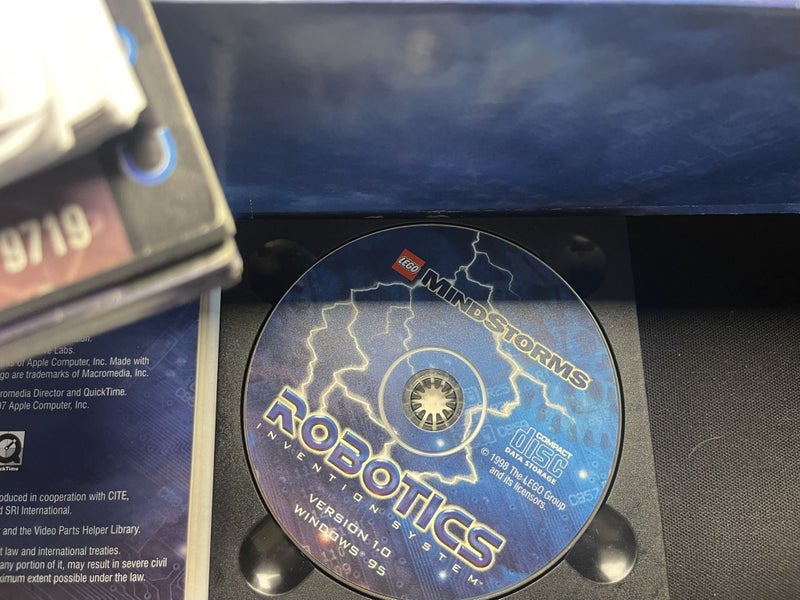 9719
Labs.
of Apple Computer, Inc. Made with
go are trademarks of Macromedia, Inc.
romedia Director and QuickTime.
7 Apple Computer, Inc.
QuickTime
oduced in cooperation with CITE,
d SRI International.
and the Video Parts Helper Library.
t law and international treaties.
any portion of it, may result in severe civil
ximum extent possible under the law.
LEGO
MINDSTORMS
ROBOTICS
INVENTION SYSTEM™
VERSION 1.0
WINDOWS '95
COMPACT
disc
DATA STORAGE
© 1998 The LEGO Group
and its licensors.